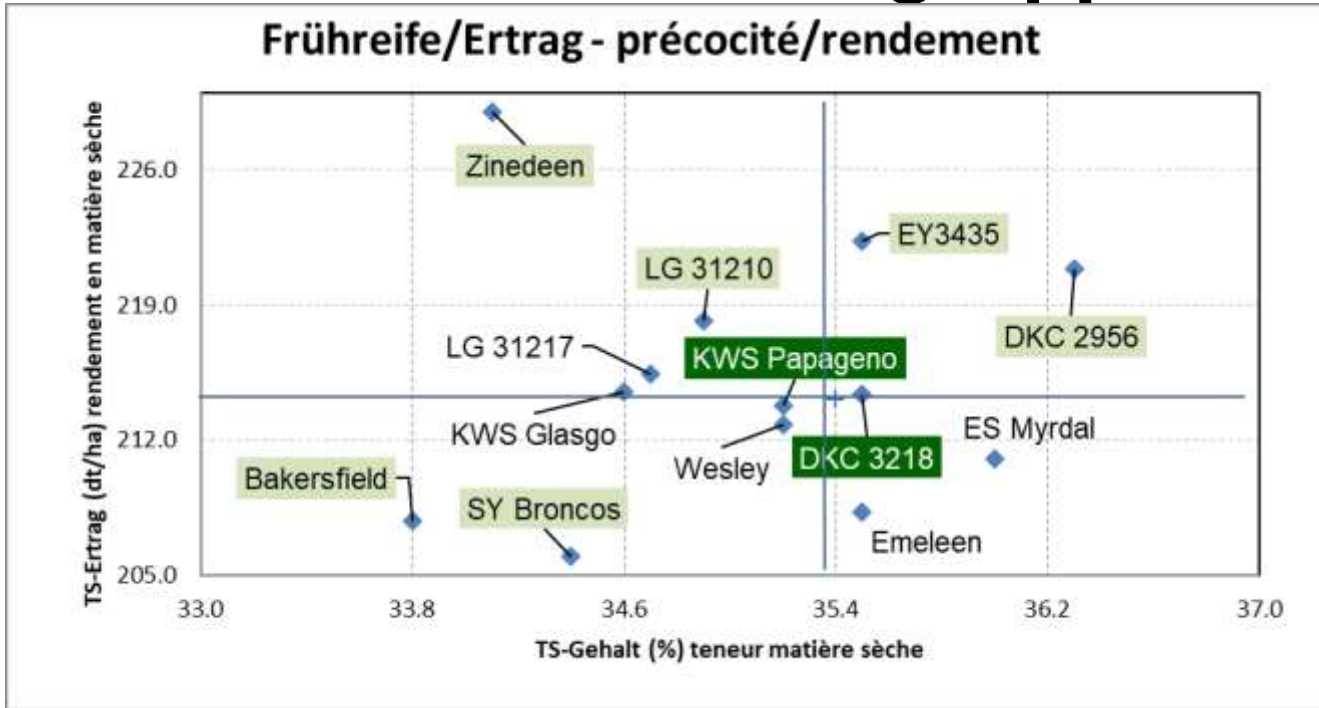 Frühreife/Ertrag - précocité/rendement
TS-Ertrag (dt/ha) rendement en matière sèche
226.0
219.0
212.0
205.0
Zinedeen
EY3435
LG 31210
DKC 2956
LG 31217
KWS Papageno
KWS Glasgo
ES Myrdal
Wesley
DKC 3218
Bakersfield
SY Broncos
Emeleen
33.0 33.8 34.6 35.4 36.2 37.0
TS-Gehalt (%) teneur matière sèche